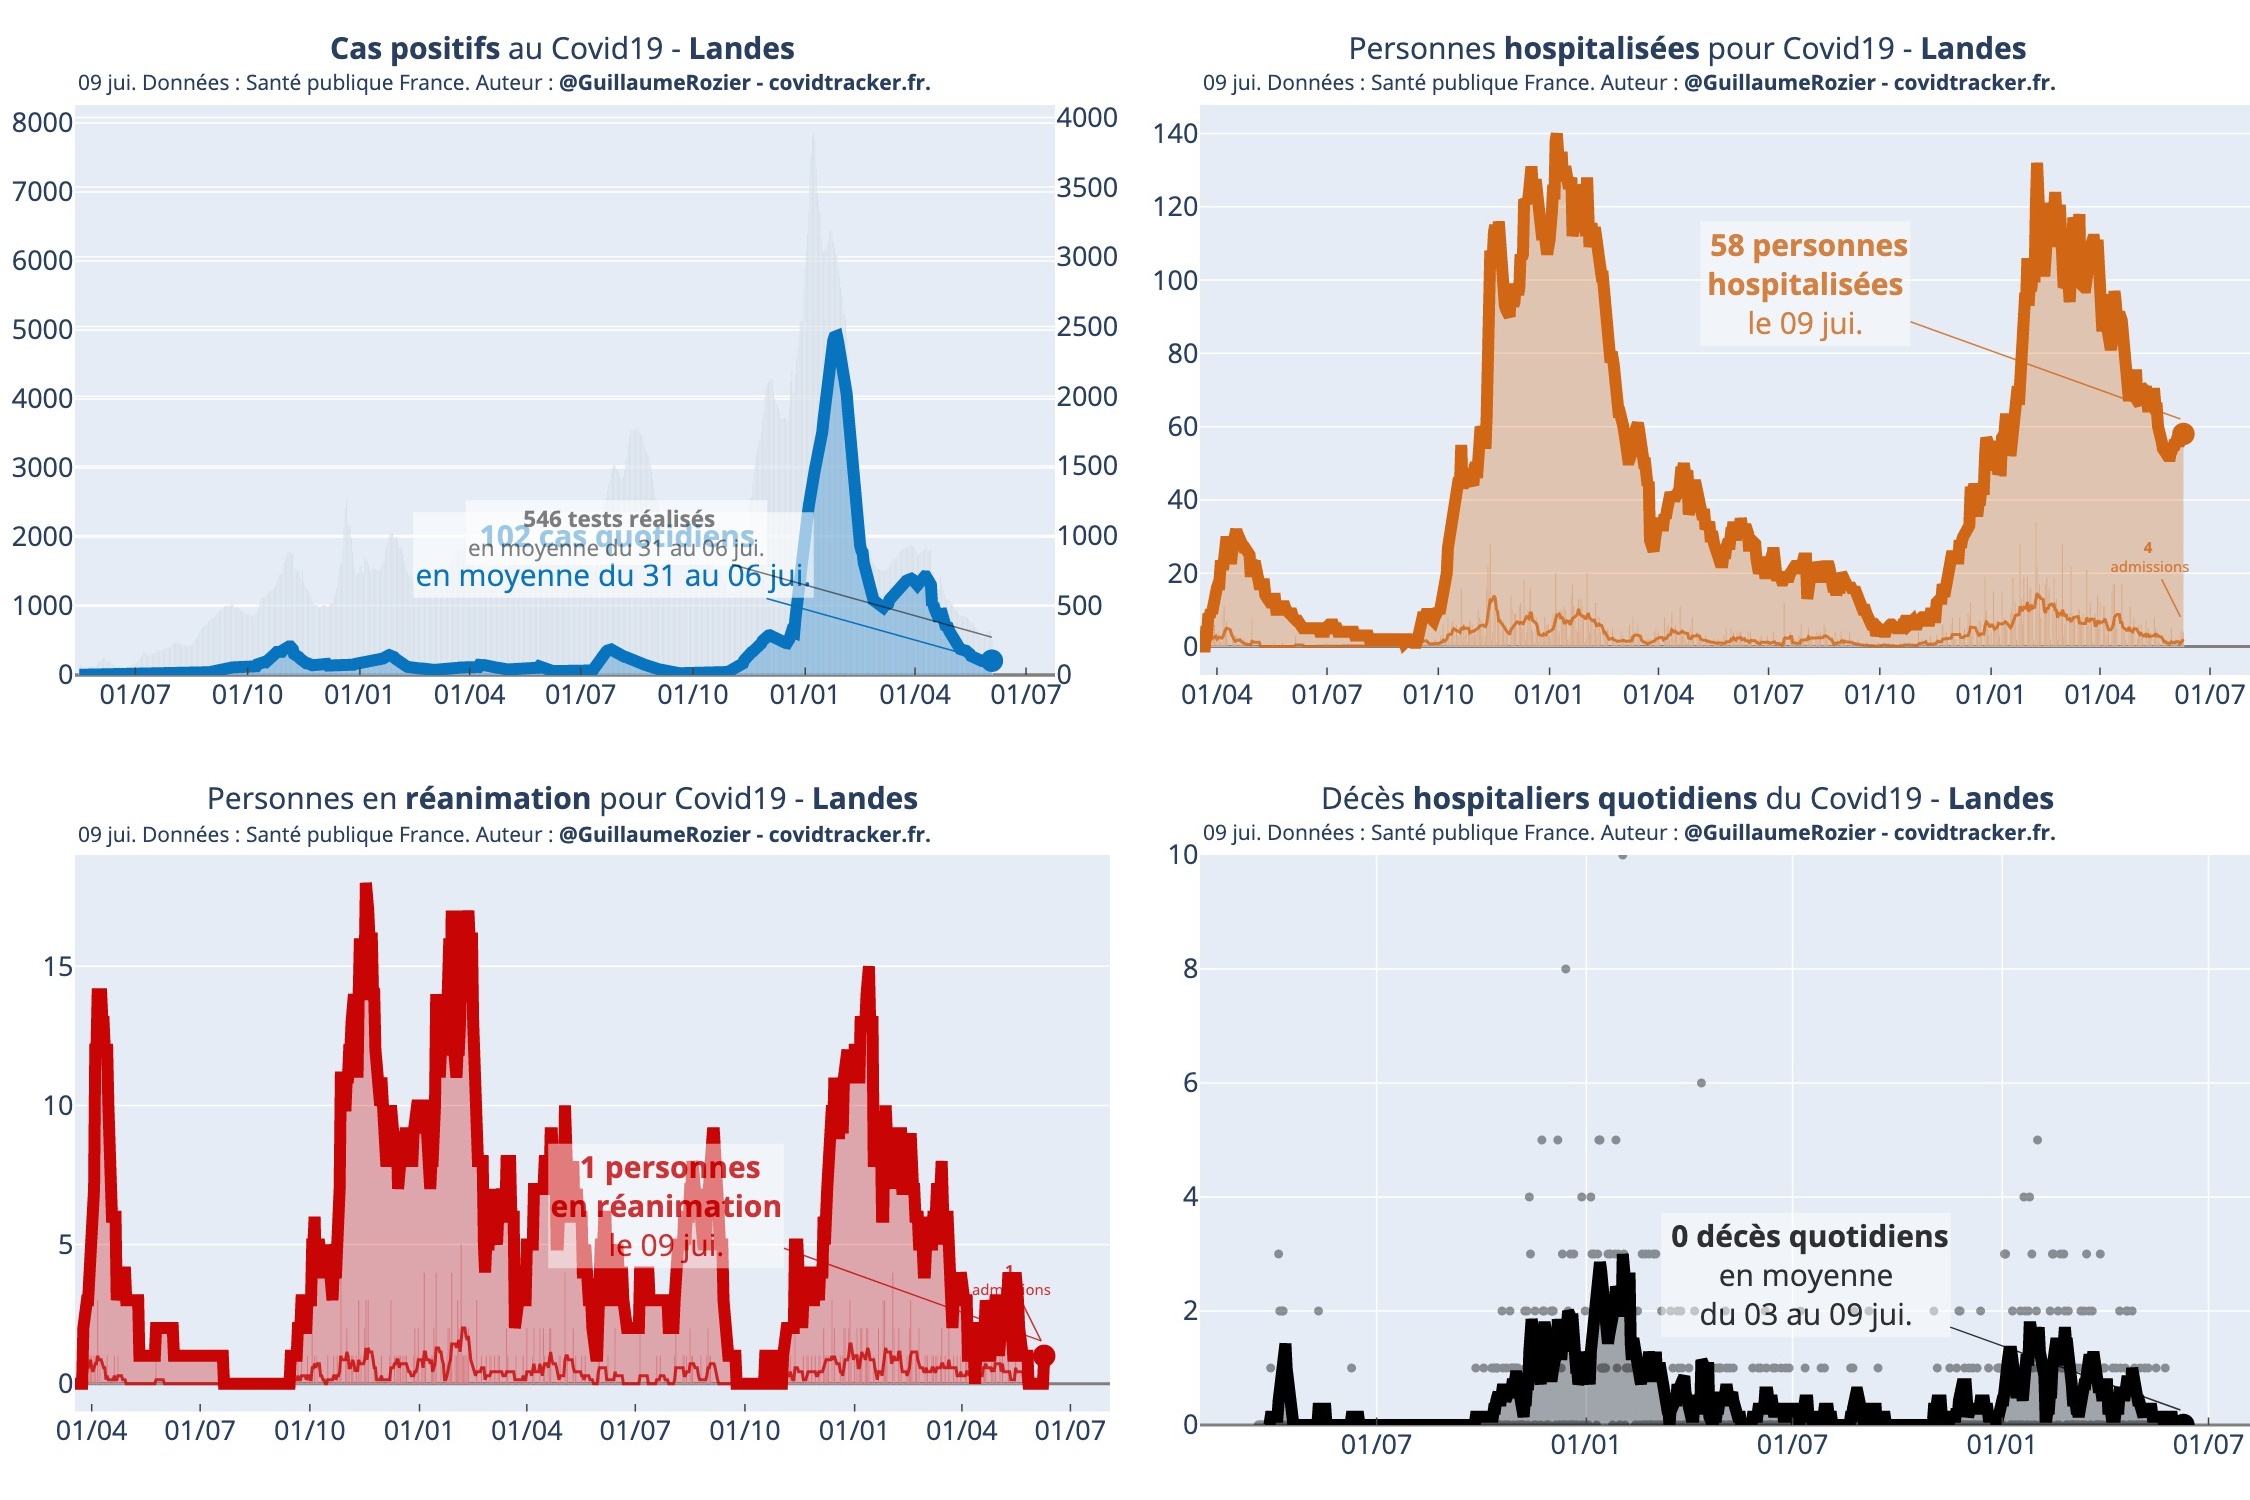 Cas positifs au Covid19 - Landes
09 jui. Données : Santé publique France. Auteur : @GuillaumeRozier - covidtracker.fr.
8000
7000
6000
5000
4000
3000
2000
1000
0
4000
3500
3000
2500
2000
1500
1000
500
0
546 tests réalisés
en moyenne du 31 au 06 jui.
102 cas quotidiens
en moyenne du 31 au 06 jui.
01/07 01/10 01/01 01/04 01/07 01/10 01/01 01/04 01/07
Personnes hospitalisées pour Covid19 - Landes
09 jui. Données : Santé publique France. Auteur : @GuillaumeRozier - covidtracker.fr.
140
120
100
80
60
40
20
0
58 personnes
hospitalisées
le 09 jui.
4
admissions
01/04 01/07 01/10 01/01 01/04 01/07 01/10 01/01 01/04 01/07
Personnes en réanimation pour Covid19 - Landes
09 jui. Données : Santé publique France. Auteur : @GuillaumeRozier - covidtracker.fr.
15
10
5
0
1 personnes
en réanimation
le 09 jui.
1
admissions
01/04 01/07 01/10 01/01 01/04 01/07 01/10 01/01 01/04 01/07
Décès hospitaliers quotidiens du Covid19 - Landes
09 jui. Données : Santé publique France. Auteur : @GuillaumeRozier - covidtracker.fr.
10
8
6
4
2
0
0 décès quotidiens
en moyenne
du 03 au 09 jui.
01/07 01/01 01/07 01/01 01/07